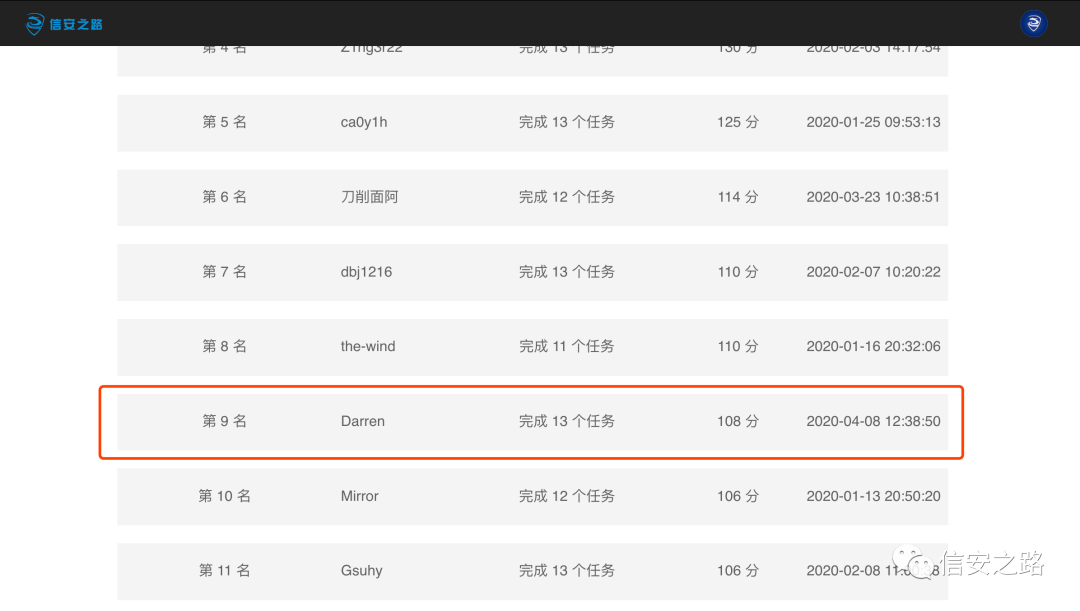 信安之路
第 4 名 Z1ng3r22 完成 13 个任务 130 分 2020-02-03 14:17:54
第 5 名 ca0y1h 完成 13 个任务 125 分 2020-01-25 09:53:13
第 6 名 刀削面阿 完成 12 个任务 114 分 2020-03-23 10:38:51
第 7 名 dbj1216 完成 13 个任务 110 分 2020-02-07 10:20:22
第 8 名 the-wind 完成 11 个任务 110 分 2020-01-16 20:32:06
第 9 名 Darren 完成 13 个任务 108 分 2020-04-08 12:38:50
第 10 名 Mirror 完成 12 个任务 106 分 2020-01-13 20:50:20
第 11 名 Gsuhy 完成 13 个任务 106 分 2020-02-08
信安之路